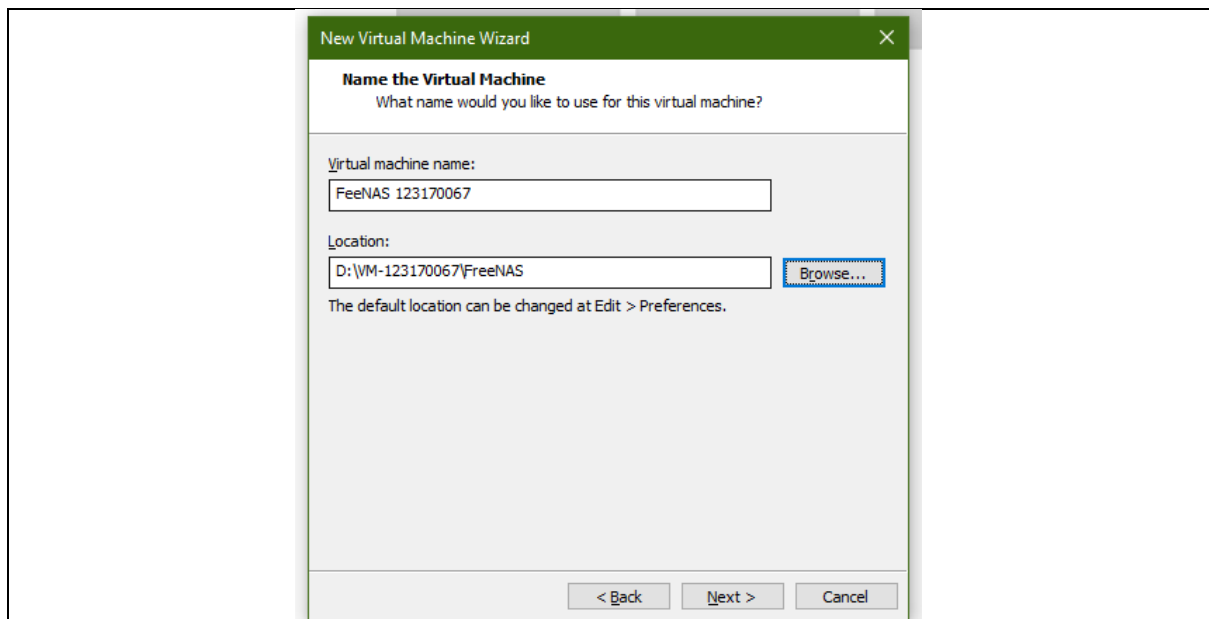 New Virtual Machine Wizard
Name the Virtual Machine
What name would you like to use for this virtual machine?
Virtual machine name:
FeeNAS 123170067
Location:
D:\VM-123170067\FreeNAS
Browse...
The default location can be changed at Edit > Preferences.
< Back Next > Cancel